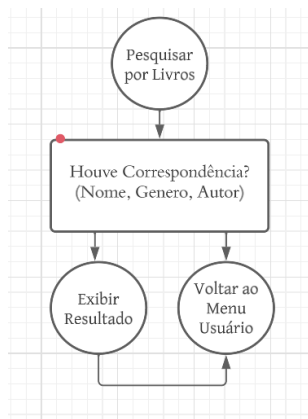 Pesquisar
por Livros
Houve Correspondência?
(Nome, Genero, Autor)
Exibir
Resultado
Voltar ao
Menu
Usuário